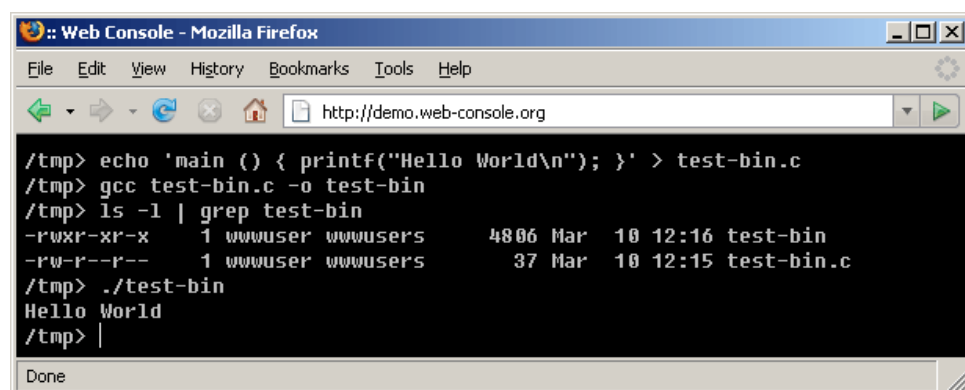 :: Web Console - Mozilla Firefox
File Edit View History Bookmarks Tools Help
http://demo.web-console.org
/tmp> echo 'main () { printf("Hello World\n"); }' > test-bin.c
/tmp> gcc test-bin.c -o test-bin
/tmp> ls -l | grep test-bin
-rwxr-xr-x    1 wwwuser wwwusers     4806 Mar  10 12:16 test-bin
-rw-r--r--    1 wwwuser wwwusers       37 Mar  10 12:15 test-bin.c
/tmp> ./test-bin
Hello World
/tmp>
Done